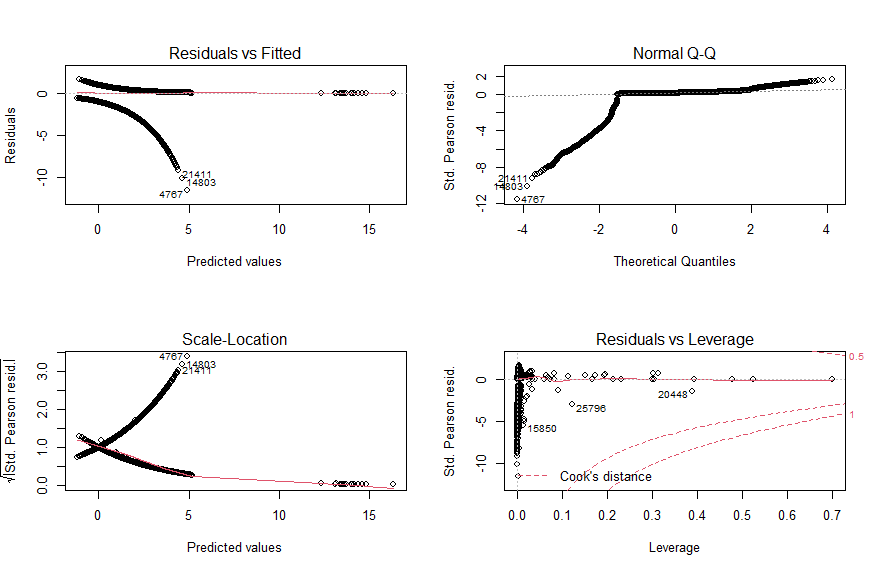 Residuals vs Fitted
Residuals
0
-5
-10
21411
14803
4767
0 5 10 15
Predicted values
Normal Q-Q
Std. Pearson resid.
2
0
-4
-8
-12
21411
14803
4767
-4 -2 0 2 4
Theoretical Quantiles
Scale-Location
√|Std. Pearson resid.|
3.0
2.0
1.0
0.0
4767
14803
21411
0 5 10 15
Predicted values
Residuals vs Leverage
Std. Pearson resid.
0
-5
-10
0.5
1
20448
25796
15850
Cook's distance
0.0 0.1 0.2 0.3 0.4 0.5 0.6 0.7
Leverage